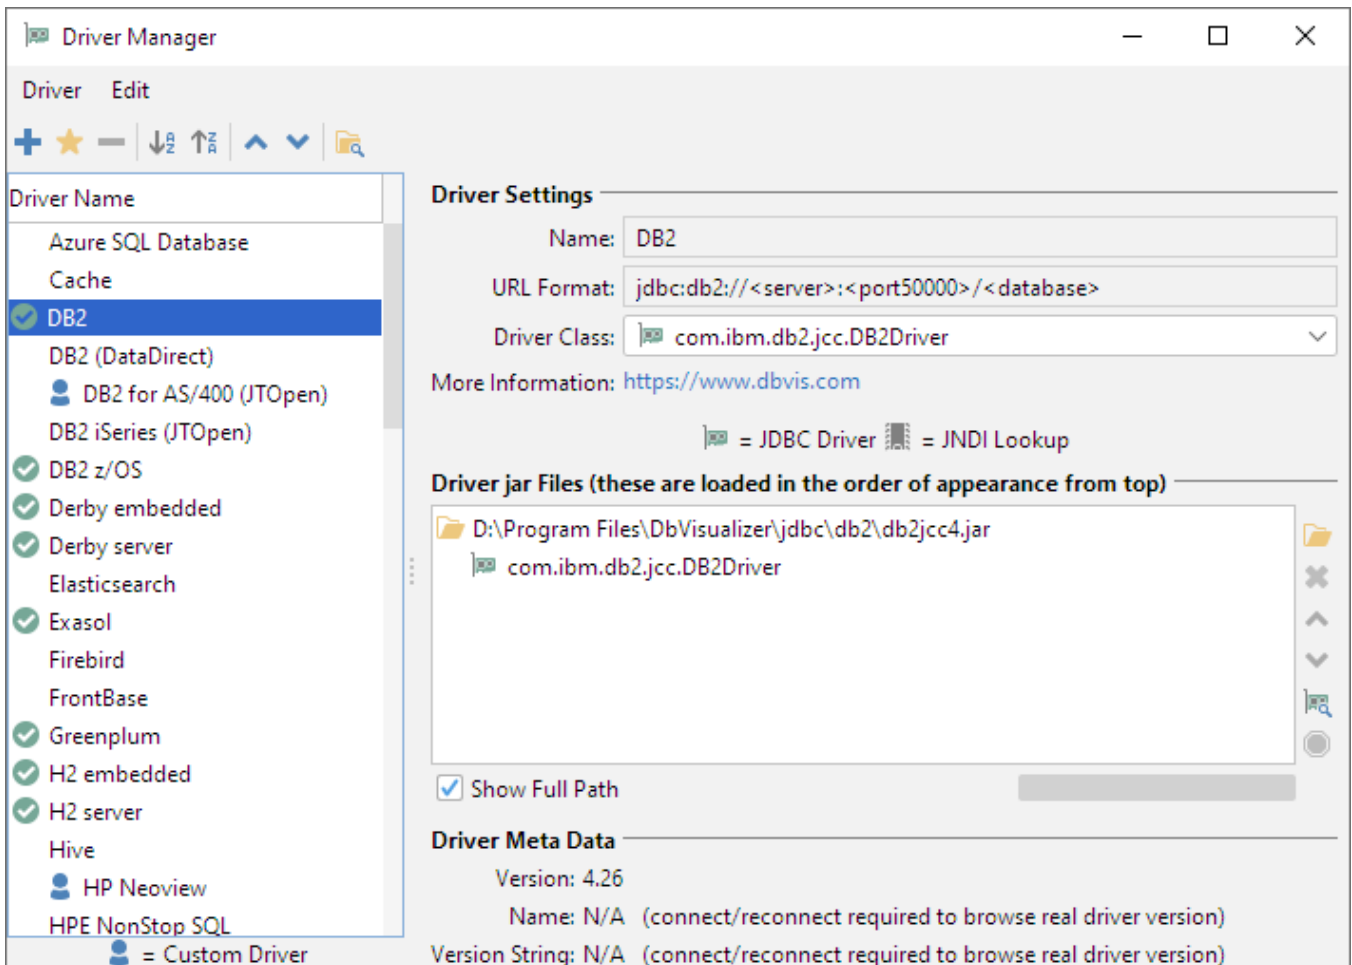 Driver Manager
Driver Edit
Driver Name
Azure SQL Database
Cache
DB2
DB2 (DataDirect)
DB2 for AS/400 (JTOpen)
DB2 iSeries (JTOpen)
DB2 z/OS
Derby embedded
Derby server
Elasticsearch
Exasol
Firebird
FrontBase
Greenplum
H2 embedded
H2 server
Hive
HP Neoview
HPE NonStop SQL
= Custom Driver
Driver Settings
Name: DB2
URL Format: jdbc:db2://<server>:<port50000>/<database>
Driver Class: com.ibm.db2.jcc.DB2Driver
More Information: https://www.dbvis.com
= JDBC Driver = JNDI Lookup
Driver jar Files (these are loaded in the order of appearance from top)
D:\Program Files\DbVisualizer\jdbc\db2\db2jcc4.jar
com.ibm.db2.jcc.DB2Driver
Show Full Path
Driver Meta Data
Version: 4.26
Name: N/A (connect/reconnect required to browse real driver version)
Version String: N/A (connect/reconnect required to browse real driver version)